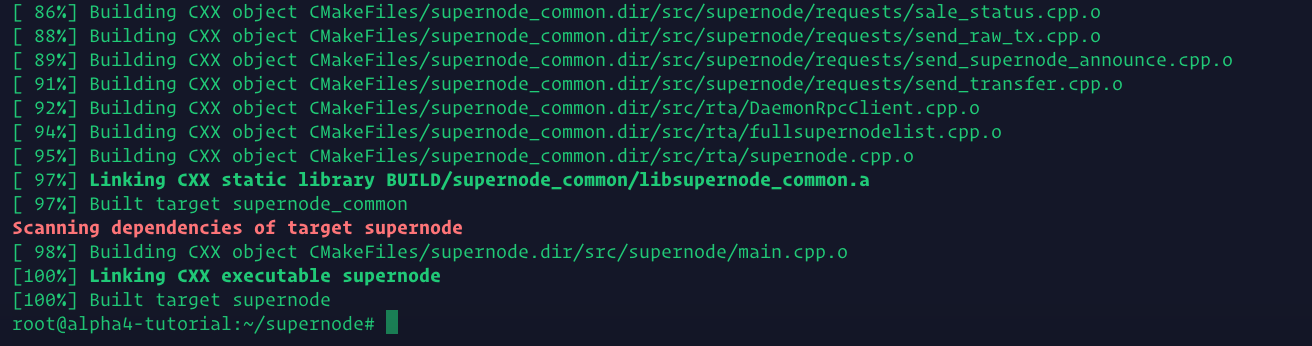 [ 86%] Building CXX object CMakeFiles/supernode_common.dir/src/supernode/requests/sale_status.cpp.o
[ 88%] Building CXX object CMakeFiles/supernode_common.dir/src/supernode/requests/send_raw_tx.cpp.o
[ 89%] Building CXX object CMakeFiles/supernode_common.dir/src/supernode/requests/send_supernode_announce.cpp.o
[ 91%] Building CXX object CMakeFiles/supernode_common.dir/src/supernode/requests/send_transfer.cpp.o
[ 92%] Building CXX object CMakeFiles/supernode_common.dir/src/rta/DaemonRpcClient.cpp.o
[ 94%] Building CXX object CMakeFiles/supernode_common.dir/src/rta/fullsupernodelist.cpp.o
[ 95%] Building CXX object CMakeFiles/supernode_common.dir/src/rta/supernode.cpp.o
[ 97%] Linking CXX static library BUILD/supernode_common/libsupernode_common.a
[ 97%] Built target supernode_common
Scanning dependencies of target supernode
[ 98%] Building CXX object CMakeFiles/supernode.dir/src/supernode/main.cpp.o
[100%] Linking CXX executable supernode
[100%] Built target supernode
root@alpha4-tutorial:~/supernode#